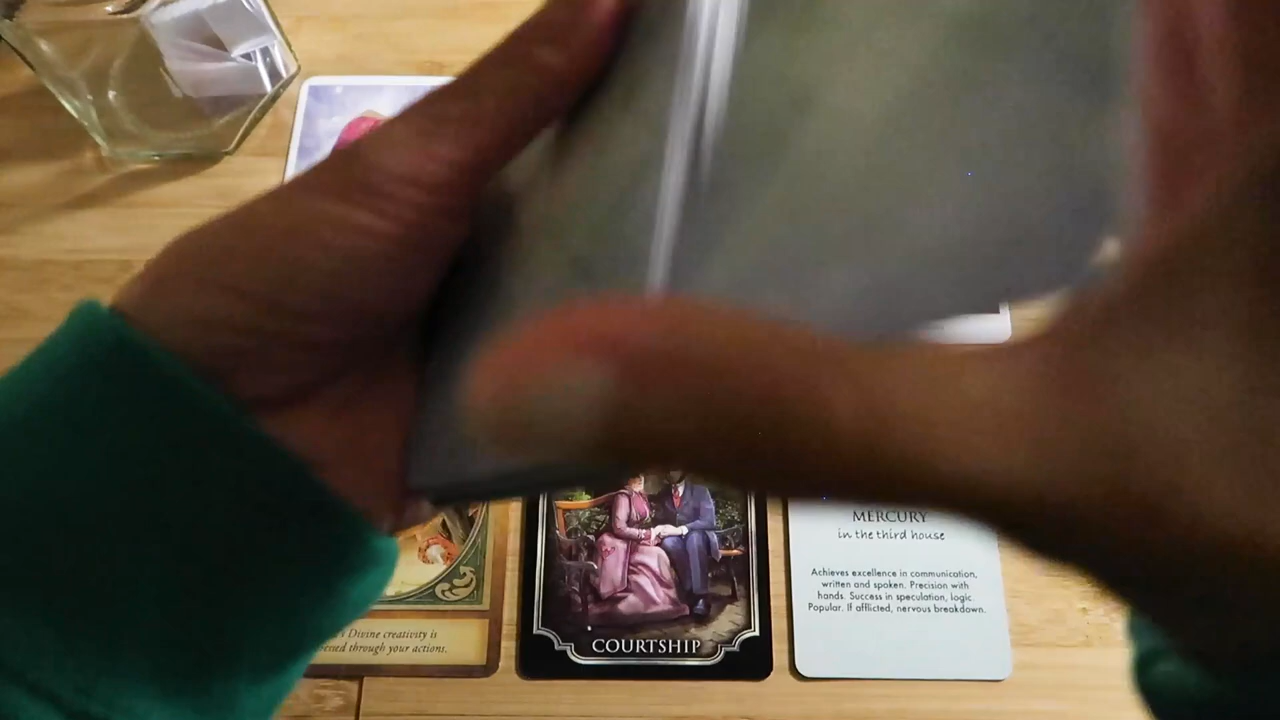 MERCURY
in the third house
Achieves excellence in communication,
written and spoken. Precision with
hands. Success in speculation, logic.
Popular. If afflicted, nervous breakdown.
Divine creativity is
through your actions.
COURTSHIP